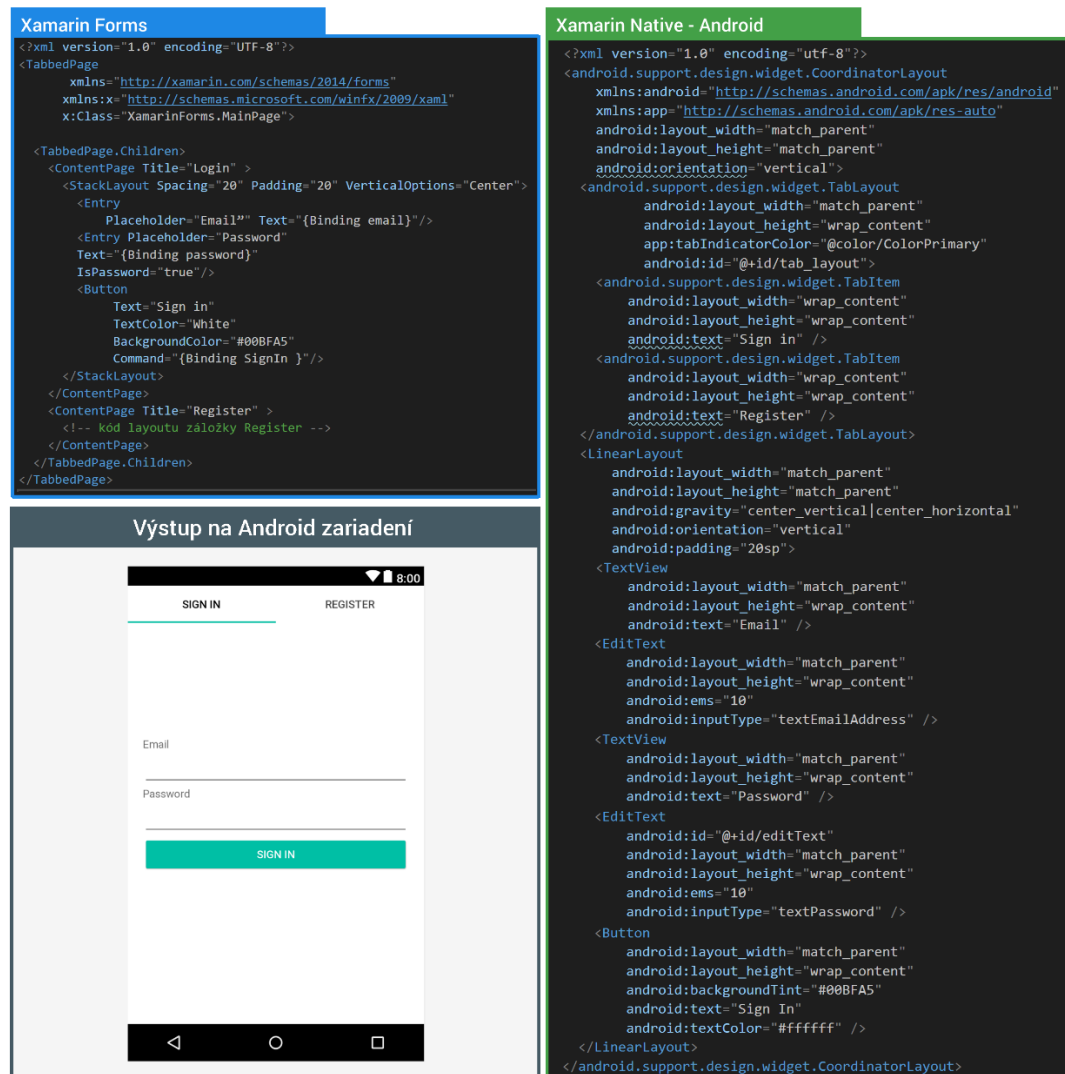 Xamarin Forms
<?xml version="1.0" encoding="UTF-8"?>
<TabbedPage
xmlns="http://xamarin.com/schemas/2014/forms"
xmlns:x="http://schemas.microsoft.com/winfx/2009/xaml"
x:Class="XamarinForms.MainPage">
<TabbedPage.Children>
<ContentPage Title="Login" >
<StackLayout Spacing="20" Padding="20" VerticalOptions="Center">
<Entry
Placeholder="Email”" Text="{Binding email}"/>
<Entry Placeholder="Password"
Text="{Binding password}"
IsPassword="true"/>
<Button
Text="Sign in"
TextColor="White"
BackgroundColor="#00BFA5"
Command="{Binding SignIn }"/>
</StackLayout>
</ContentPage>
<ContentPage Title="Register" >
<!-- kód layoutu záložky Register -->
</ContentPage>
</TabbedPage.Children>
</TabbedPage>
Výstup na Android zariadení
8:00
SIGN IN
REGISTER
Email
Password
SIGN IN
Xamarin Native - Android
<?xml version="1.0" encoding="utf-8"?>
<android.support.design.widget.CoordinatorLayout
xmlns:android="http://schemas.android.com/apk/res/android"
xmlns:app="http://schemas.android.com/apk/res-auto"
android:layout_width="match_parent"
android:layout_height="match_parent"
android:orientation="vertical">
<android.support.design.widget.TabLayout
android:layout_width="match_parent"
android:layout_height="wrap_content"
app:tabIndicatorColor="@color/ColorPrimary"
android:id="@+id/tab_layout">
<android.support.design.widget.TabItem
android:layout_width="wrap_content"
android:layout_height="wrap_content"
android:text="Sign in" />
<android.support.design.widget.TabItem
android:layout_width="wrap_content"
android:layout_height="wrap_content"
android:text="Register" />
</android.support.design.widget.TabLayout>
<LinearLayout
android:layout_width="match_parent"
android:layout_height="match_parent"
android:gravity="center_vertical|center_horizontal"
android:orientation="vertical"
android:padding="20sp">
<TextView
android:layout_width="match_parent"
android:layout_height="wrap_content"
android:text="Email" />
<EditText
android:layout_width="match_parent"
android:layout_height="wrap_content"
android:ems="10"
android:inputType="textEmailAddress" />
<TextView
android:layout_width="match_parent"
android:layout_height="wrap_content"
android:text="Password" />
<EditText
android:id="@+id/editText"
android:layout_width="match_parent"
android:layout_height="wrap_content"
android:ems="10"
android:inputType="textPassword" />
<Button
android:layout_width="match_parent"
android:layout_height="wrap_content"
android:backgroundTint="#00BFA5"
android:text="Sign In"
android:textColor="#ffffff" />
</LinearLayout>
</android.support.design.widget.CoordinatorLayout>